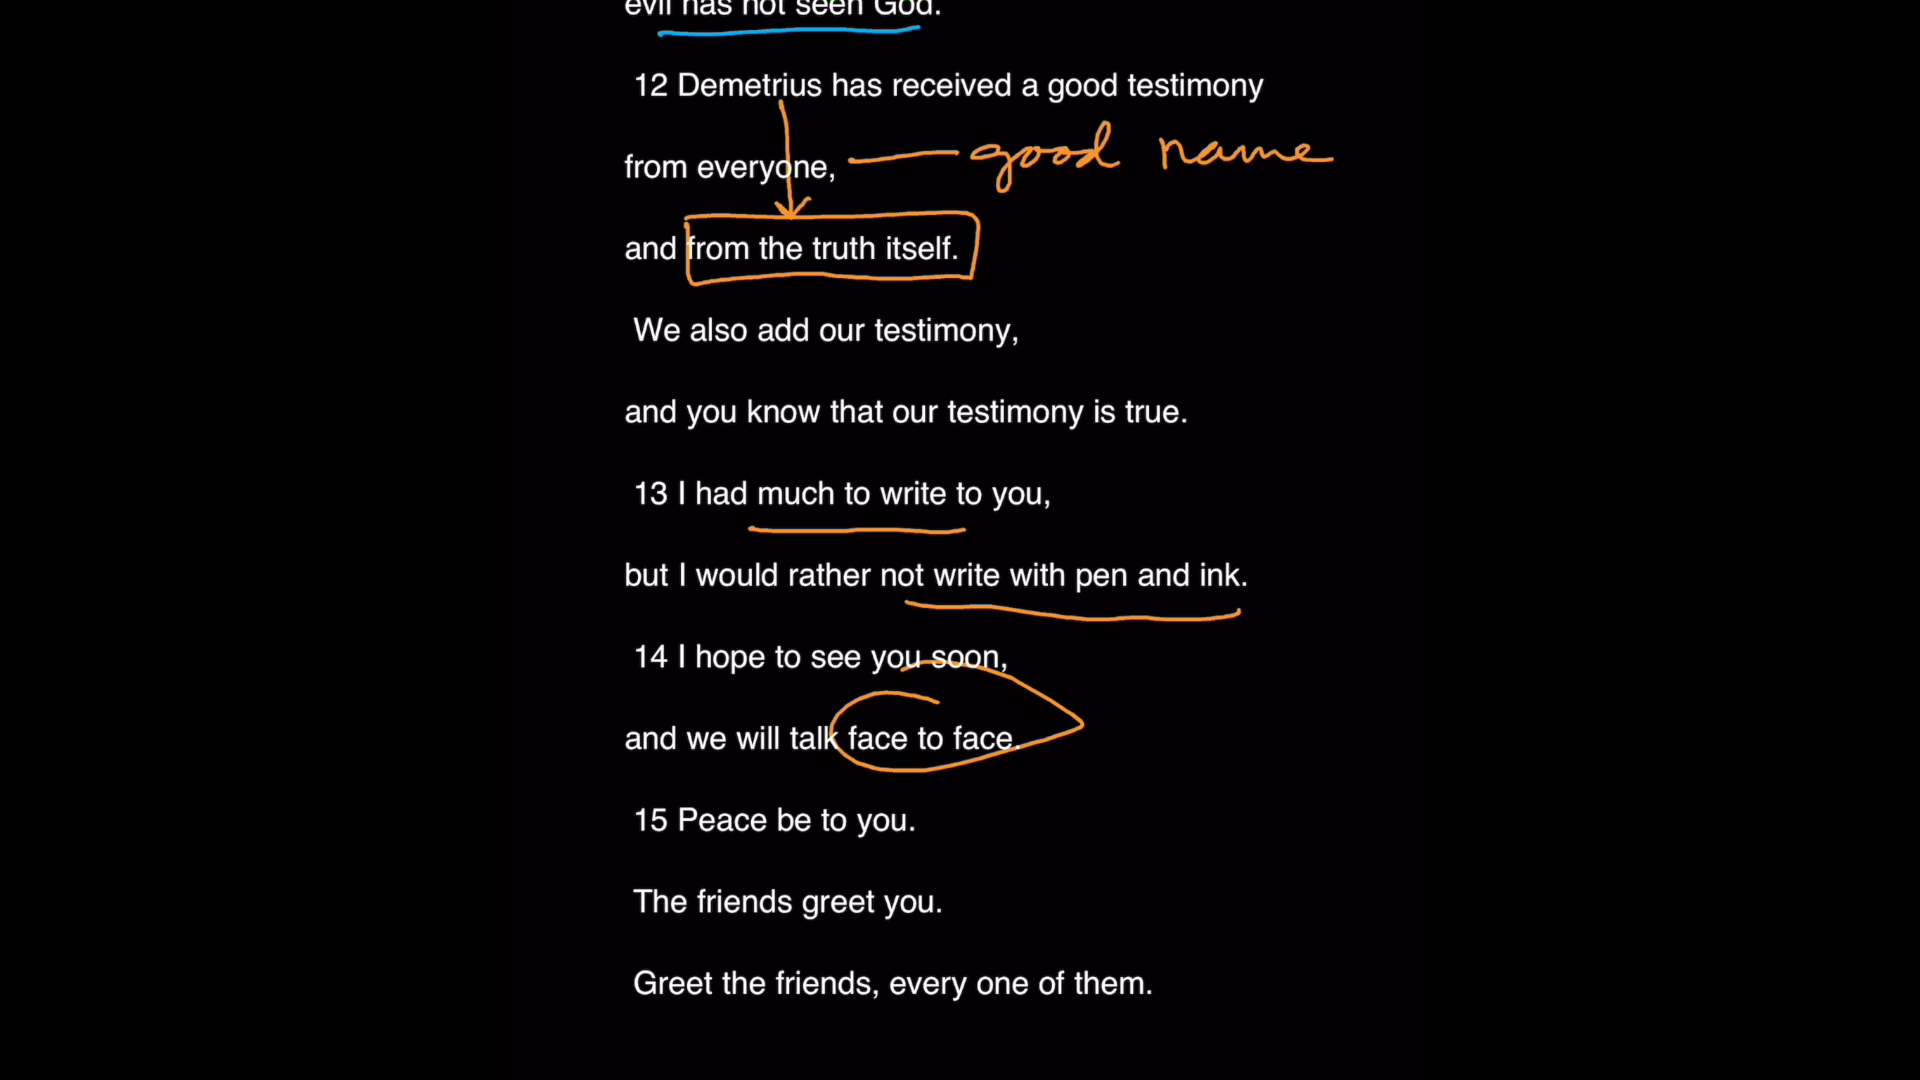 evil has not seen God.
12 Demetrius has received a good testimony
from everyone, good name
and from the truth itself.
We also add our testimony,
and you know that our testimony is true.
13 I had much to write to you,
but I would rather not write with pen and ink.
14 I hope to see you soon,
and we will talk face to face.
15 Peace be to you.
The friends greet you.
Greet the friends, every one of them.